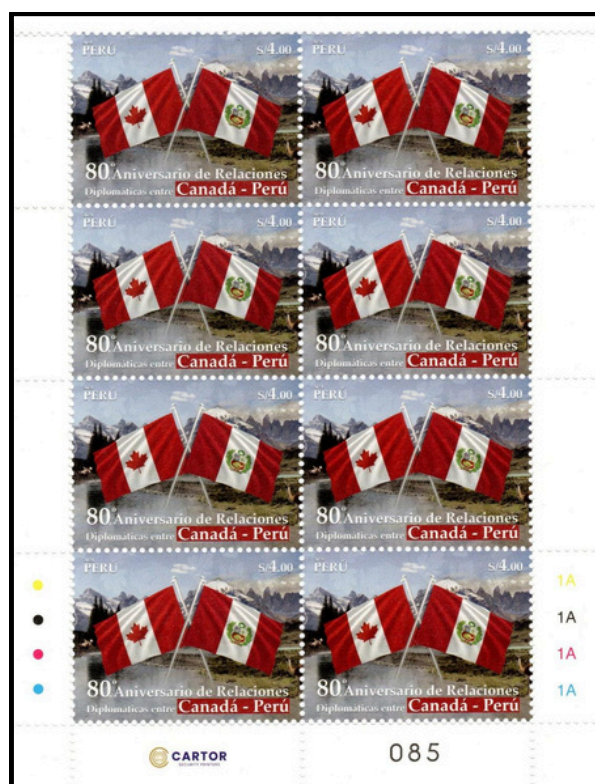 PERU S/4.00
80° Aniversario de Relaciones
Diplomáticas entre Canadá - Perú
PERU S/4.00
80° Aniversario de Relaciones
Diplomáticas entre Canadá - Perú
PERU S/4.00
80° Aniversario de Relaciones
Diplomáticas entre Canadá - Perú
PERU S/4.00
80° Aniversario de Relaciones
Diplomáticas entre Canadá - Perú
PERU S/4.00
80° Aniversario de Relaciones
Diplomáticas entre Canadá - Perú
PERU S/4.00
80° Aniversario de Relaciones
Diplomáticas entre Canadá - Perú
PERU S/4.00
80° Aniversario de Relaciones
Diplomáticas entre Canadá - Perú
PERU S/4.00
80° Aniversario de Relaciones
Diplomáticas entre Canadá - Perú
1A
1A
1A
1A
CARTOR
SECURITY PRINTERS
085